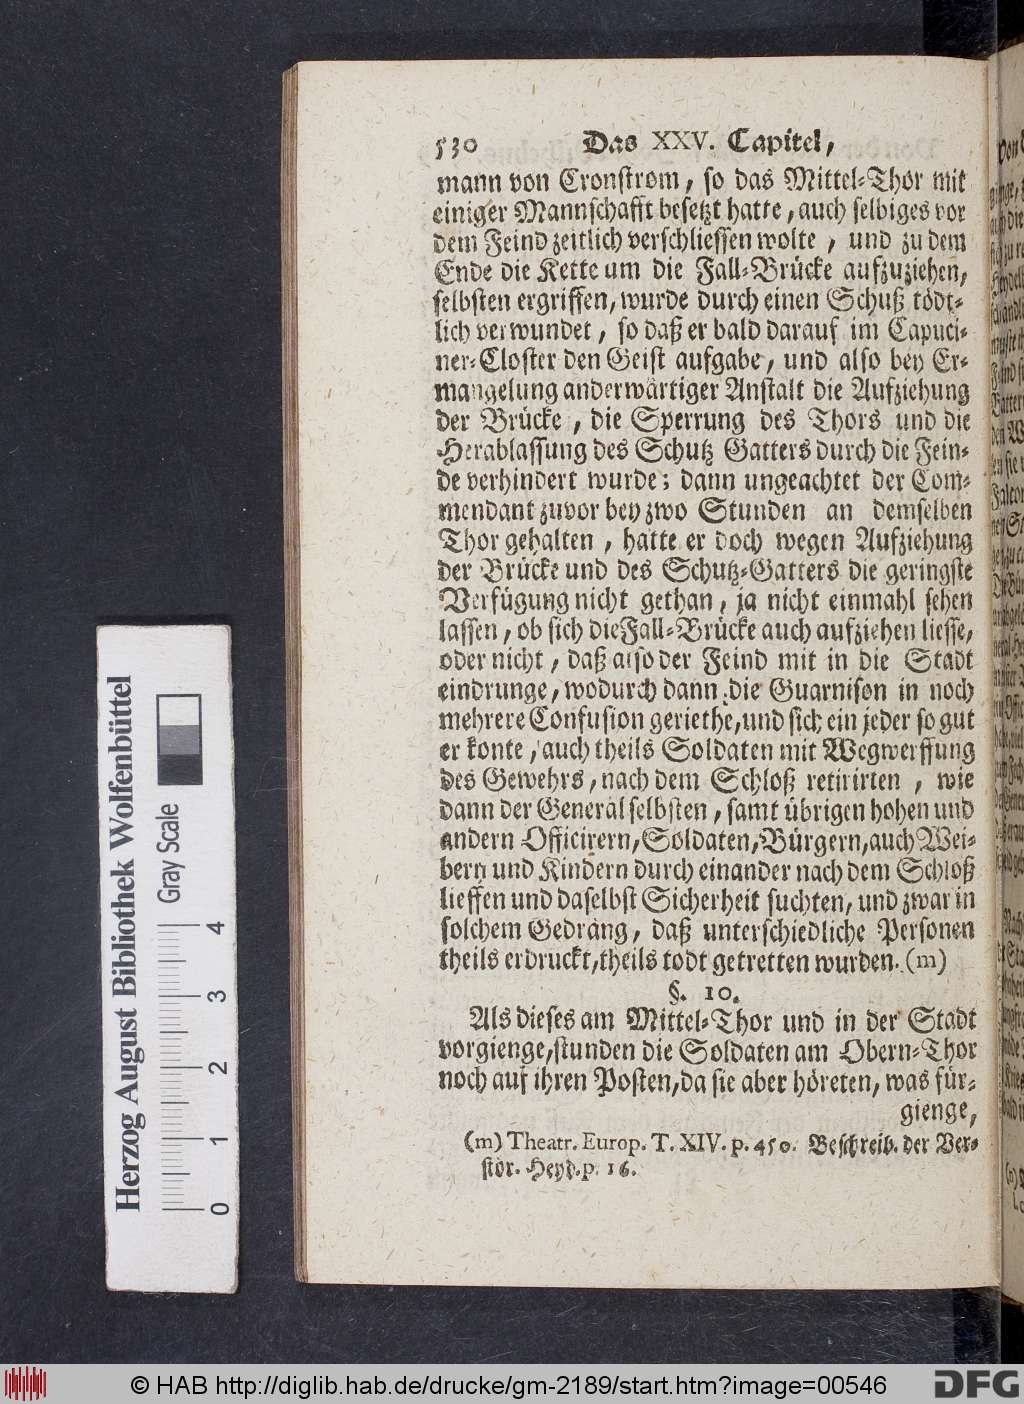 530 Das XXV. Capitel,
mann von Cronstrom, so das Mittel-Thor mit
einiger Mannschafft besetzt hatte, auch selbiges vor
dem Feind zeitlich verschliessen wolte, und zu dem
Ende die Kette um die Fall-Brücke aufzuziehen,
selbsten ergriffen, wurde durch einen Schuß tödt-
lich verwundet, so daß er bald darauf im Capuci-
ner-Closter den Geist aufgabe, und also bey Er-
mangelung anderwärtiger Anstalt die Aufziehung
der Brücke, die Sperrung des Thors und die
Herablassung des Schutz Gatters durch die Fein-
de verhindert wurde; dann ungeachtet der Com-
mendant zuvor bey zwo Stunden an demselben
Thor gehalten, hatte er doch wegen Aufziehung
der Brücke und des Schutz-Gatters die geringste
Verfügung nicht gethan, ja nicht einmahl sehen
lassen, ob sich die Fall-Brücke auch aufziehen liesse,
oder nicht, daß also der Feind mit in die Stadt
eindrunge, wodurch dann die Guarnison in noch
mehrere Confusion geriethe, und sich ein jeder so gut
er konte, auch theils Soldaten mit Wegwerffung
des Gewehrs, nach dem Schloß retirirten, wie
dann der General selbsten, samt übrigen hohen und
andern Officirern, Soldaten, Bürgern, auch Wei-
bern und Kindern durch einander nach dem Schloß
lieffen und daselbst Sicherheit suchten, und zwar in
solchem Gedräng, daß unterschiedliche Personen
theils erdruckt, theils todt getretten wurden. (m)
§. 10.
Als dieses am Mittel-Thor und in der Stadt
vorgienge, stunden die Soldaten am Obern-Thor
noch auf ihren Posten, da sie aber höreten, was für-
gienge,
(m) Theatr. Europ. T. XIV. p. 450. Beschreib. der Ver-
stör. Heyd. p. 16.
Herzog August Bibliothek Wolfenbüttel
Gray Scale
0 1 2 3 4
© HAB http://diglib.hab.de/drucke/gm-2189/start.htm?image=00546
DFG